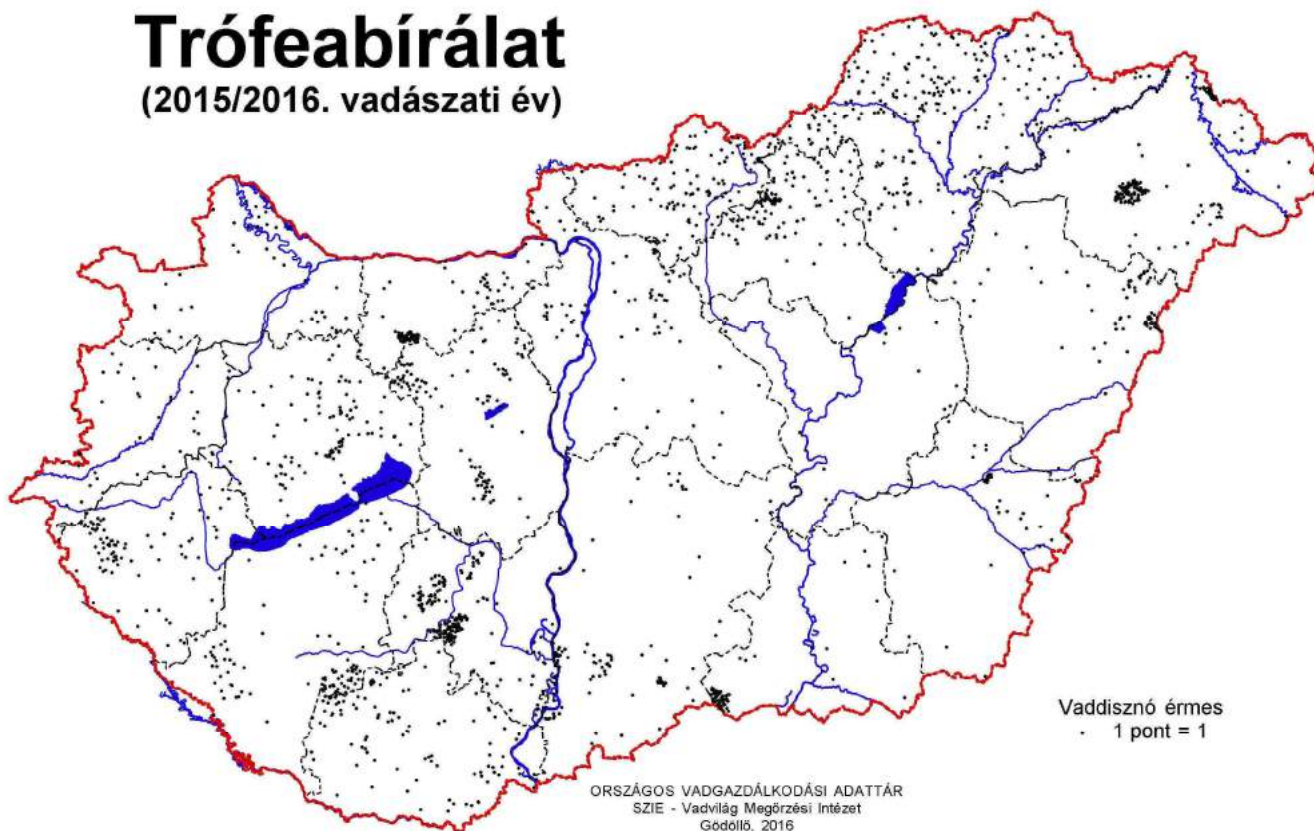 Trófeabírálat
(2015/2016. vadászati év)
Vaddisznó érmes
. 1 pont = 1
ORSZÁGOS VADGAZDÁLKODÁSI ADATTÁR
SZIE - Vadvilág Megőrzési Intézet
Gödöllő, 2016